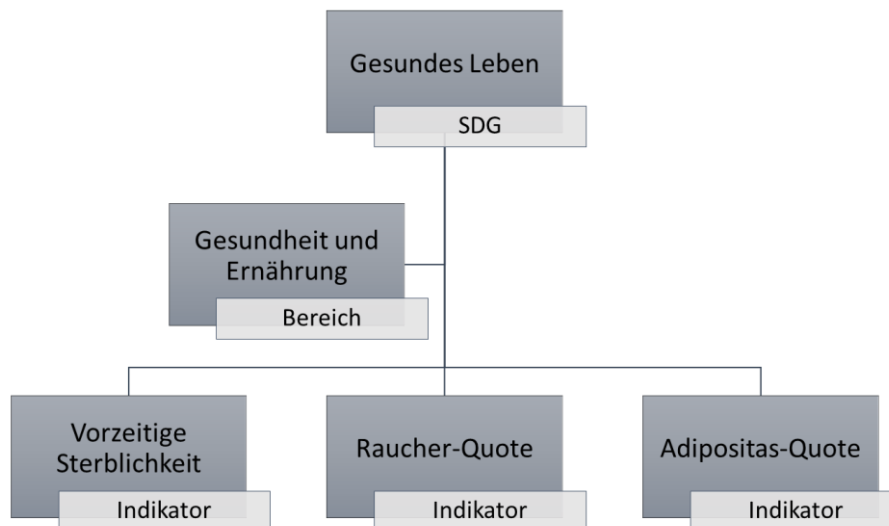 Gesundes Leben
SDG
Gesundheit und
Ernährung
Bereich
Vorzeitige
Sterblichkeit
Indikator
Raucher-Quote
Indikator
Adipositas-Quote
Indikator